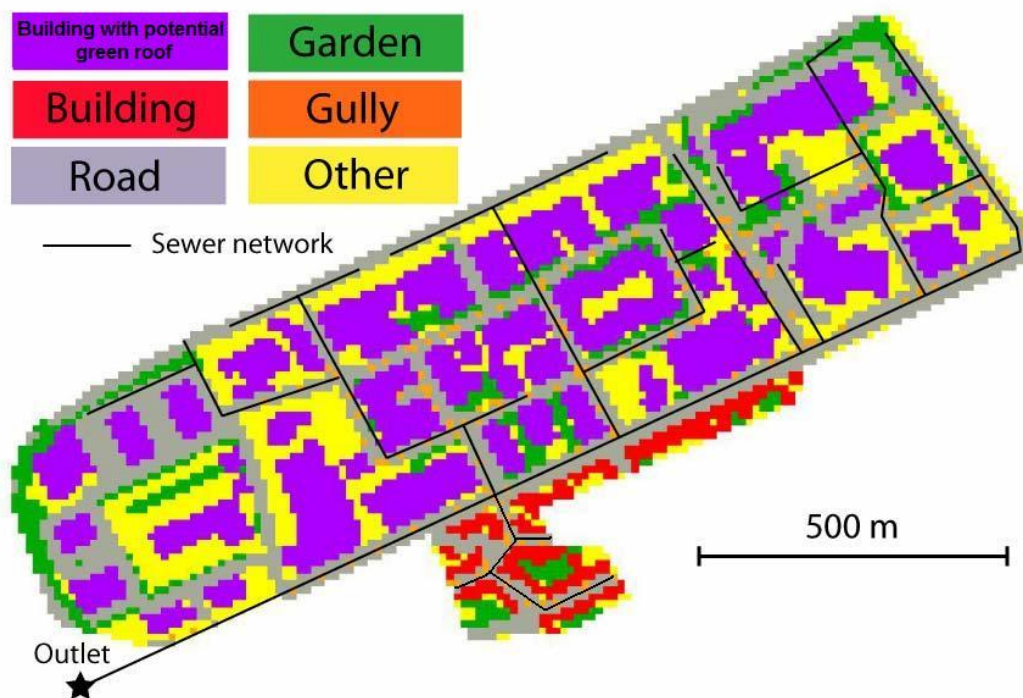 Building with potential
green roof
Garden
Building
Gully
Road
Other
Sewer network
500 m
Outlet